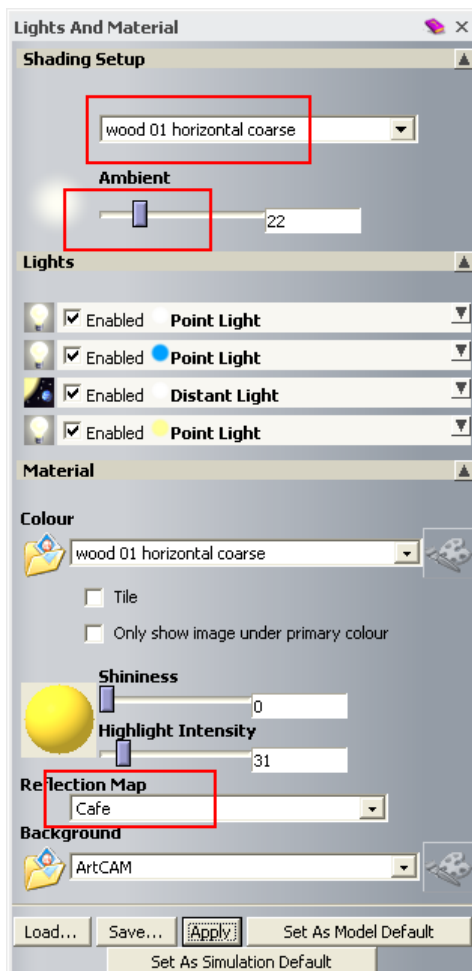 Lights And Material
Shading Setup
wood 01 horizontal coarse
Ambient
22
Lights
Enabled Point Light
Enabled Point Light
Enabled Distant Light
Enabled Point Light
Material
Colour
wood 01 horizontal coarse
Tile
Only show image under primary colour
Shininess
0
Highlight Intensity
31
Reflection Map
Cafe
Background
ArtCAM
Load... Save... Apply Set As Model Default
Set As Simulation Default